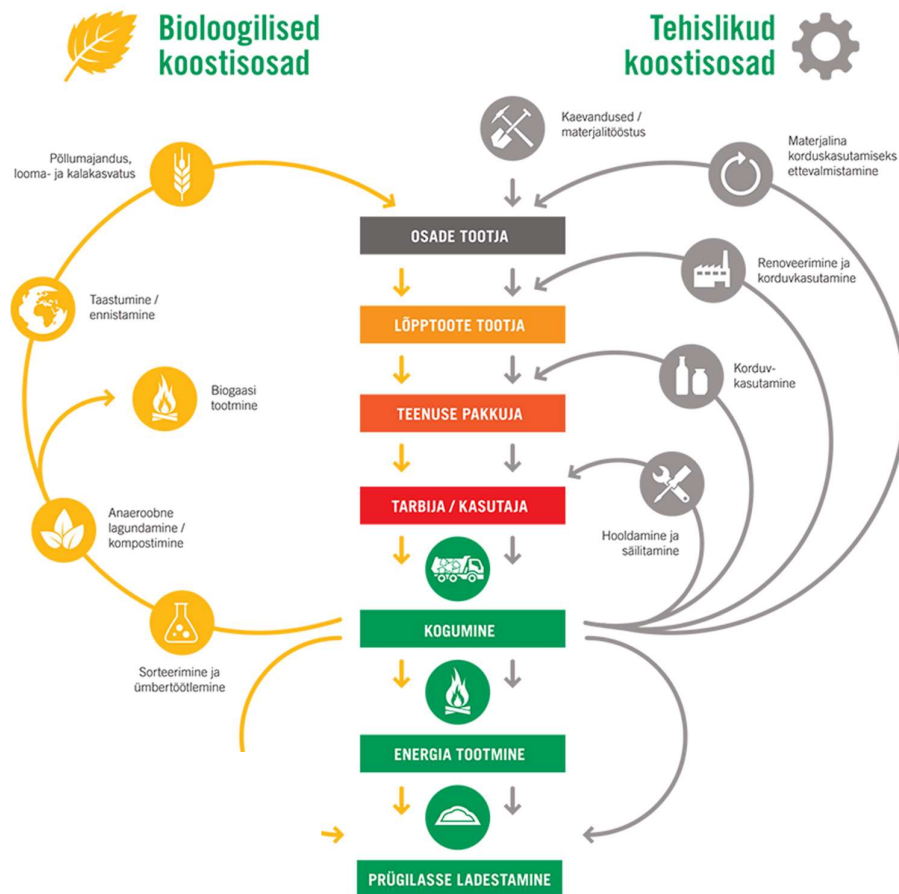 Bioloogilised
koostisosad
Tehislikud
koostisosad
Kaevandused /
materjalitööstus
Põllumajandus,
looma- ja kalakasvatus
Materjalina
korduskasutamiseks
ettevalmistamine
OSADE TOOTJA
Renoveerimine ja
korduvkasutamine
Taastumine /
ennistamine
LÕPPTOOTE TOOTJA
Korduv-
kasutamine
Biogaasi
tootmine
TEENUSE PAKKUJA
TARBIJA / KASUTAJA
Anaeroobne
lagundamine /
kompostimine
Hooldamine ja
säilitamine
KOGUMINE
Sorteerimine ja
ümbertöötlemine
ENERGIA TOOTMINE
PRÜGILASSE LADESTAMINE